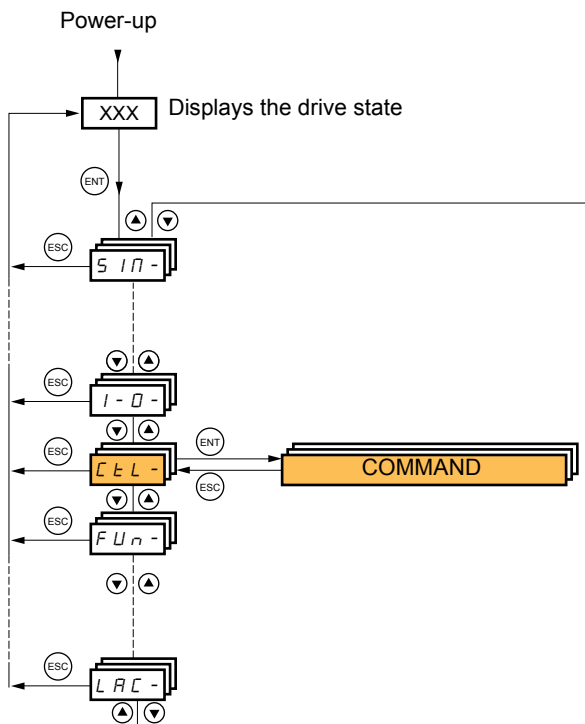 Power-up
XXX Displays the drive state
ENT
ESC
SIM-
ESC
I-O-
ENT
ESC
CtL- COMMAND
ESC
ESC
FUn-
ESC
LAC-